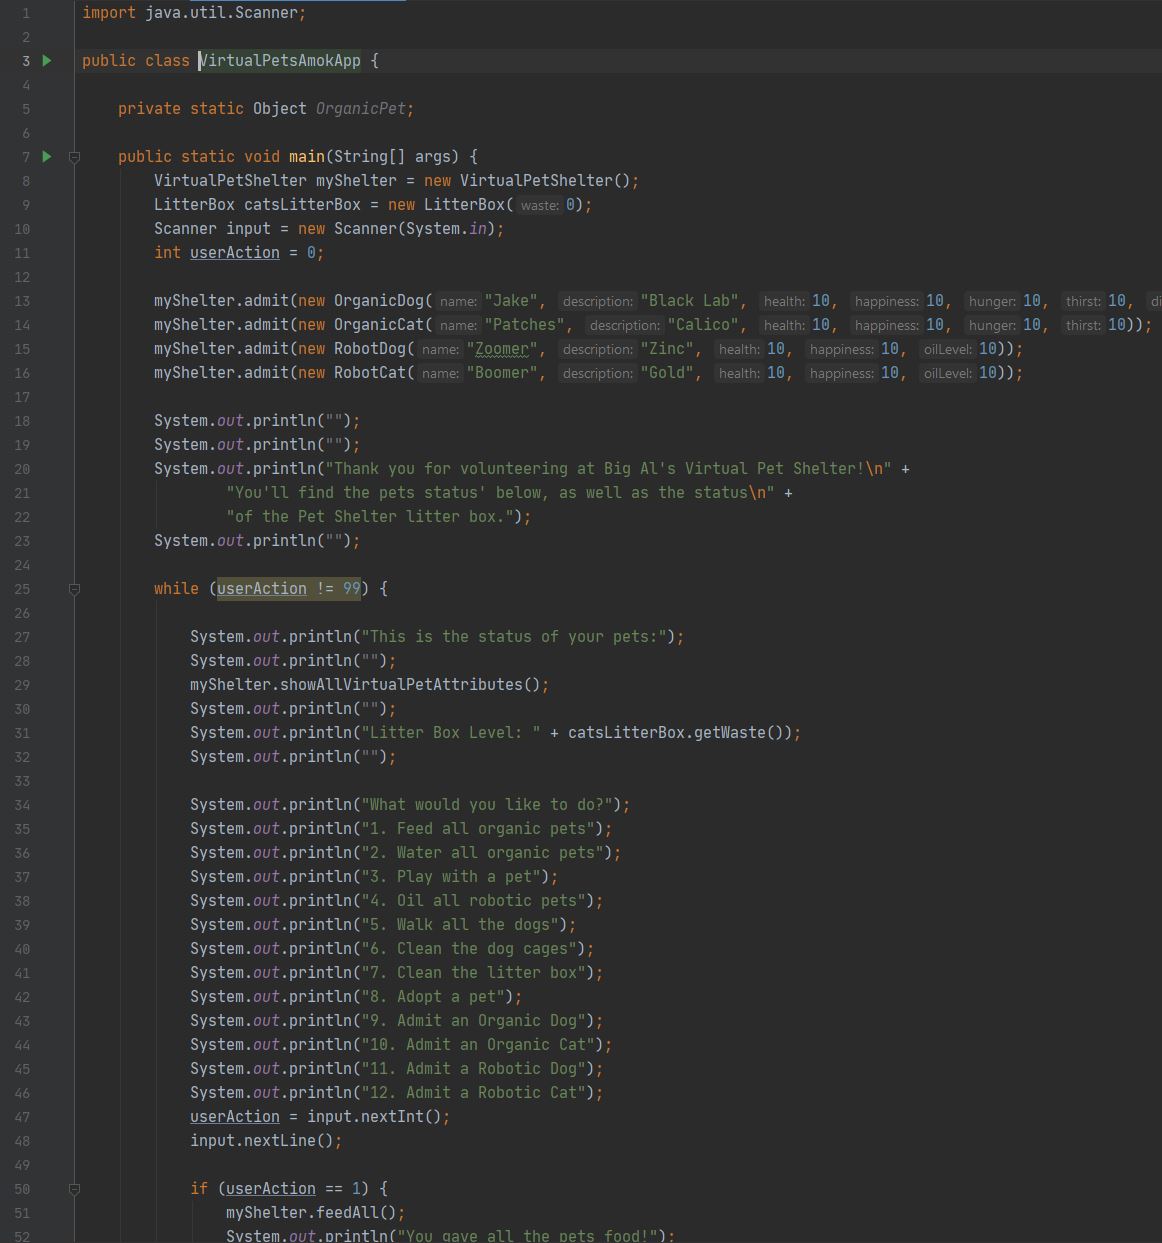 1 import java.util.Scanner;
2
3 public class VirtualPetsAmokApp {
4
5 private static Object OrganicPet;
6
7 public static void main(String[] args) {
8 VirtualPetShelter myShelter = new VirtualPetShelter();
9 LitterBox catsLitterBox = new LitterBox( waste: 0);
10 Scanner input = new Scanner(System.in);
11 int userAction = 0;
12
13 myShelter.admit(new OrganicDog( name: "Jake", description: "Black Lab", health: 10, happiness: 10, hunger: 10, thirst: 10, di
14 myShelter.admit(new OrganicCat( name: "Patches", description: "Calico", health: 10, happiness: 10, hunger: 10, thirst: 10));
15 myShelter.admit(new RobotDog( name: "Zoomer", description: "Zinc", health: 10, happiness: 10, oilLevel: 10));
16 myShelter.admit(new RobotCat( name: "Boomer", description: "Gold", health: 10, happiness: 10, oilLevel: 10));
17
18 System.out.println("");
19 System.out.println("");
20 System.out.println("Thank you for volunteering at Big Al's Virtual Pet Shelter!\n" +
21 "You'll find the pets status' below, as well as the status\n" +
22 "of the Pet Shelter litter box.");
23 System.out.println("");
24
25 while (userAction != 99) {
26
27 System.out.println("This is the status of your pets:");
28 System.out.println("");
29 myShelter.showAllVirtualPetAttributes();
30 System.out.println("");
31 System.out.println("Litter Box Level: " + catsLitterBox.getWaste());
32 System.out.println("");
33
34 System.out.println("What would you like to do?");
35 System.out.println("1. Feed all organic pets");
36 System.out.println("2. Water all organic pets");
37 System.out.println("3. Play with a pet");
38 System.out.println("4. Oil all robotic pets");
39 System.out.println("5. Walk all the dogs");
40 System.out.println("6. Clean the dog cages");
41 System.out.println("7. Clean the litter box");
42 System.out.println("8. Adopt a pet");
43 System.out.println("9. Admit an Organic Dog");
44 System.out.println("10. Admit an Organic Cat");
45 System.out.println("11. Admit a Robotic Dog");
46 System.out.println("12. Admit a Robotic Cat");
47 userAction = input.nextInt();
48 input.nextLine();
49
50 if (userAction == 1) {
51 myShelter.feedAll();
52 System.out.println("You gave all the pets food!");